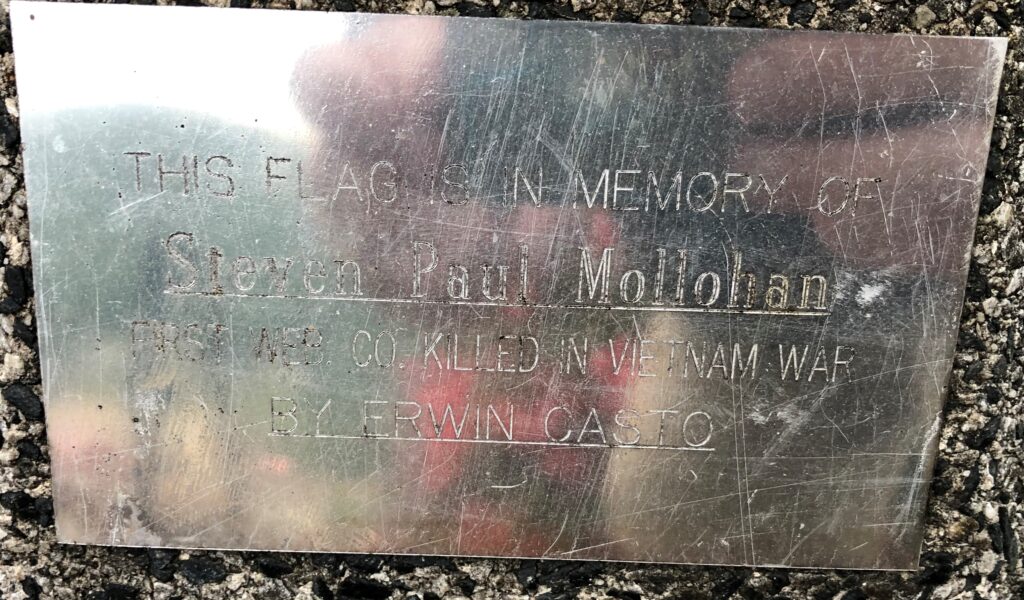 THIS FLAG IS IN MEMORY OF
Steven Paul Mollohan
FIRST WEB. CO. KILLED IN VIETNAM WAR
BY ERWIN CASTO